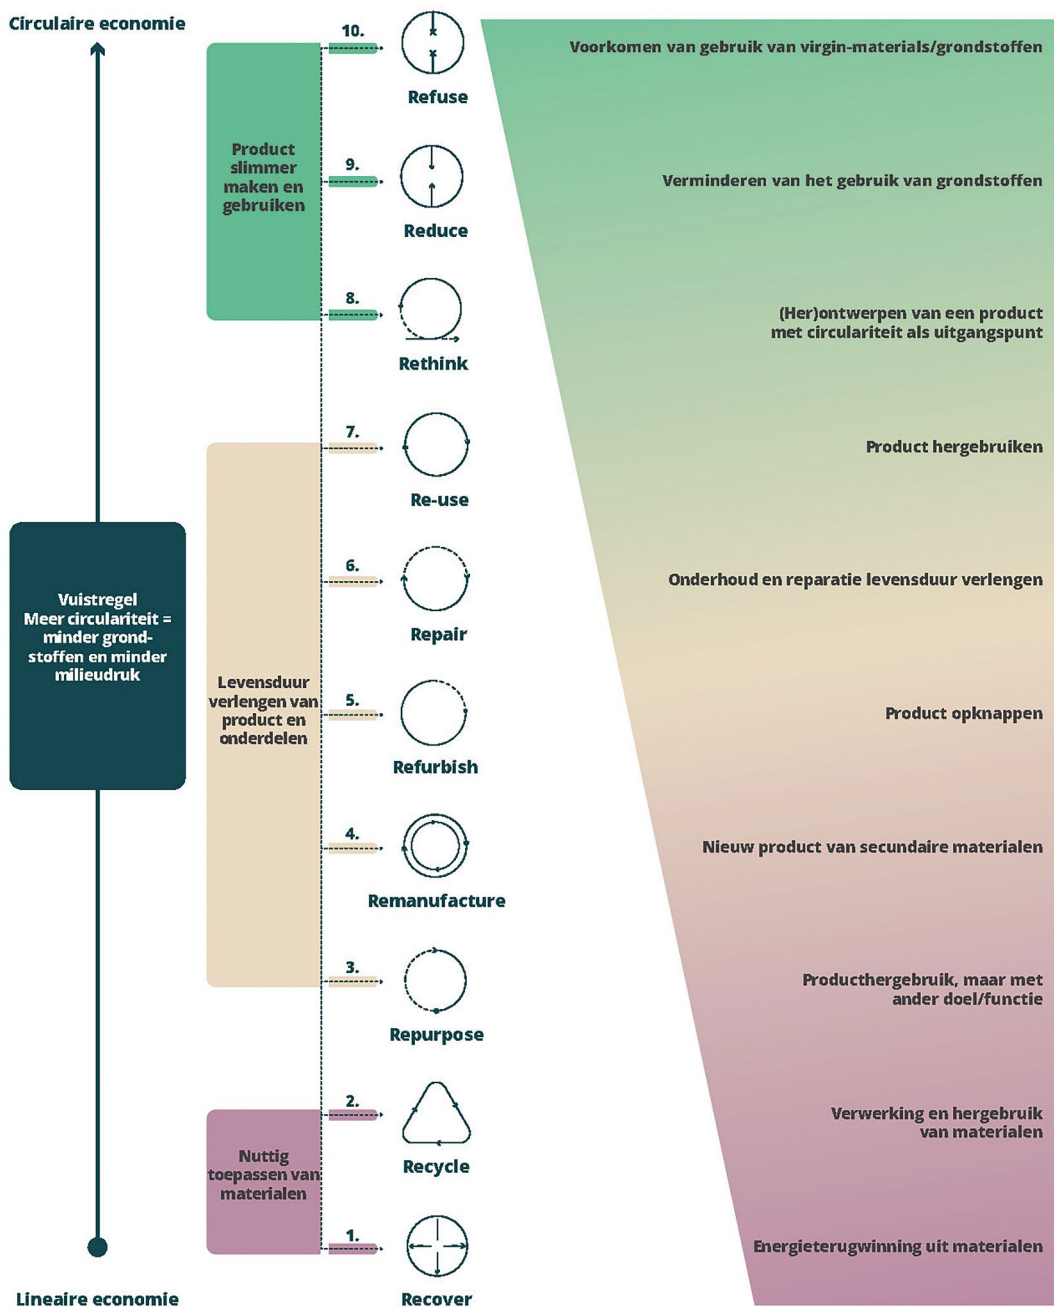 Circulaire economie
10.
Refuse
Voorkomen van gebruik van virgin-materials/grondstoffen
Product
slimmer
maken en
gebruiken
9.
Reduce
Verminderen van het gebruik van grondstoffen
8.
Rethink
(Her)ontwerpen van een product
met circulariteit als uitgangspunt
7.
Re-use
Product hergebruiken
Vuistregel
Meer circulariteit =
minder grond-
stoffen en minder
milieudruk
6.
Repair
Onderhoud en reparatie levensduur verlengen
Levensduur
verlengen van
product en
onderdelen
5.
Refurbish
Product opknappen
4.
Remanufacture
Nieuw product van secundaire materialen
3.
Repurpose
Producthergebruik, maar met
ander doel/functie
Nuttig
toepassen van
materialen
2.
Recycle
Verwerking en hergebruik
van materialen
1.
Recover
Energieterugwinning uit materialen
Lineaire economie